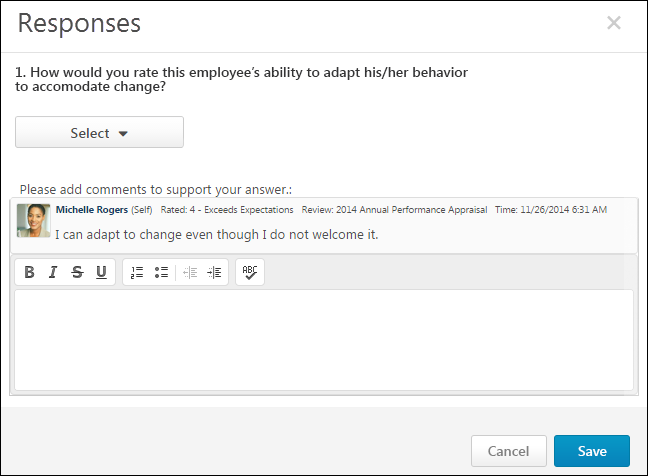 Responses
1. How would you rate this employee’s ability to adapt his/her behavior
to accomodate change?
Select
Please add comments to support your answer.:
Michelle Rogers (Self) Rated: 4 - Exceeds Expectations Review: 2014 Annual Performance Appraisal Time: 11/26/2014 6:31 AM
I can adapt to change even though I do not welcome it.
B I S U ABC
Cancel Save